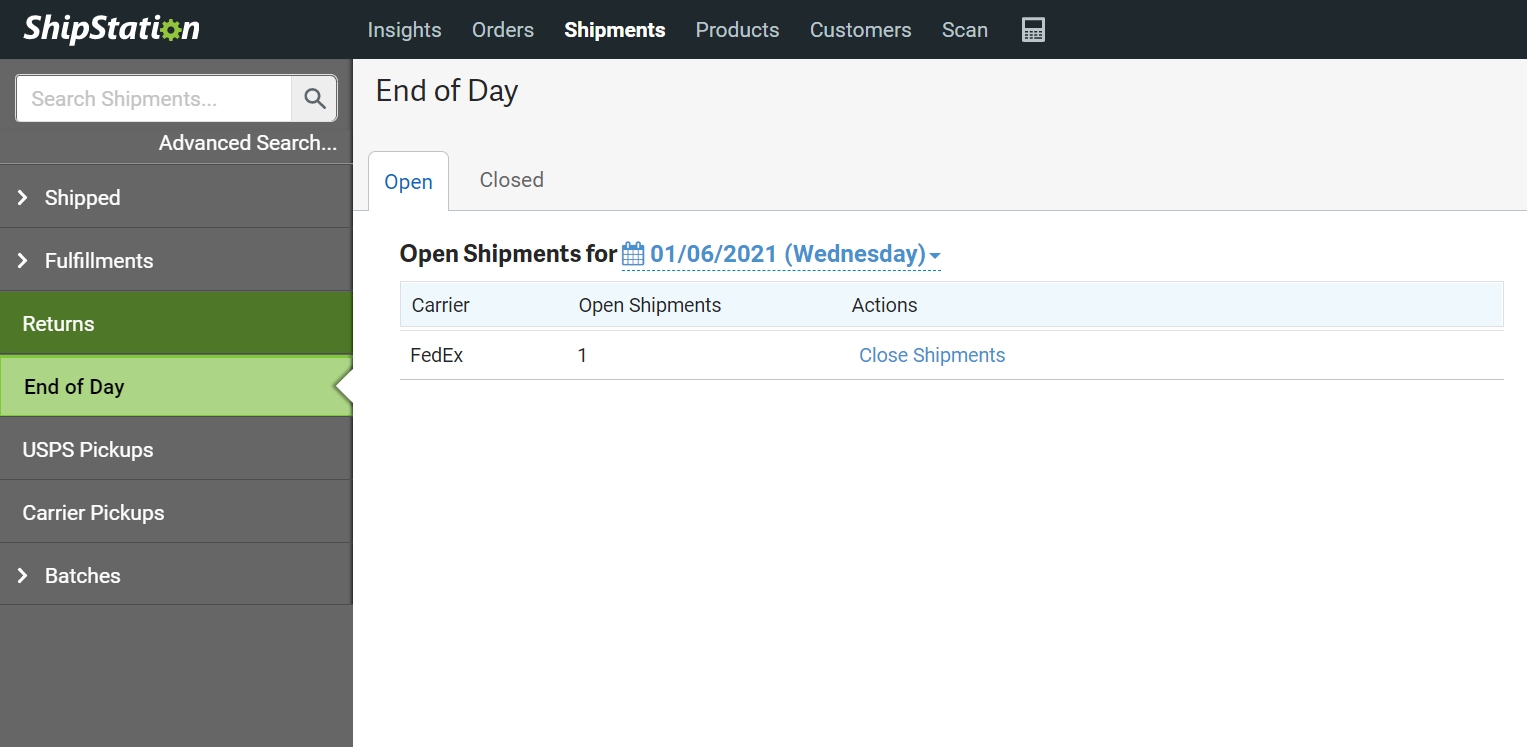 ShipStation
Insights Orders Shipments Products Customers Scan
Search Shipments...
Advanced Search...
Shipped
Fulfillments
Returns
End of Day
USPS Pickups
Carrier Pickups
Batches
End of Day
Open Closed
Open Shipments for 01/06/2021 (Wednesday)
Carrier Open Shipments Actions
FedEx 1 Close Shipments